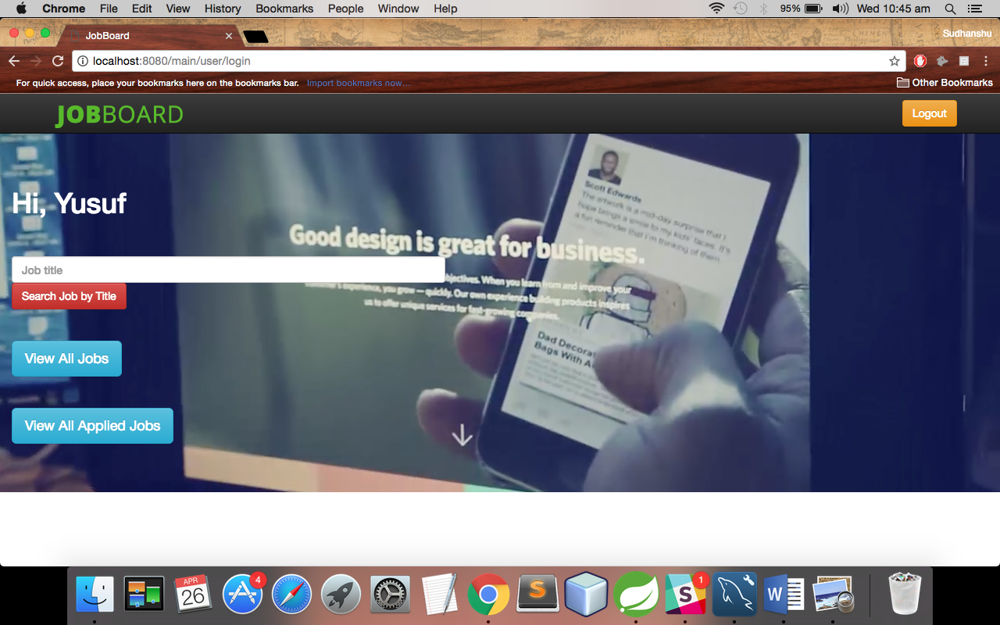 Chrome File Edit View History Bookmarks People Window Help 95% Wed 10:45 am
JobBoard Sudhanshu
localhost:8080/main/user/login
For quick access, place your bookmarks here on the bookmarks bar. Import bookmarks now... Other Bookmarks
JOBBOARD Logout
Hi, Yusuf
Scott Edwards
The artwork is a mid-day surprise that I
hope brings a smile to my kids' faces. It's
a fun reminder that I'm thinking of them.
Good design is great for business.
Job title
objectives. When you learn from and improve your
customer's experience, you grow — quickly. Our own experience building products inspires
us to offer unique services for fast-growing companies.
Search Job by Title
Dad Decorat
Bags With A
View All Jobs
View All Applied Jobs
APR
26
4
S
1
S
W